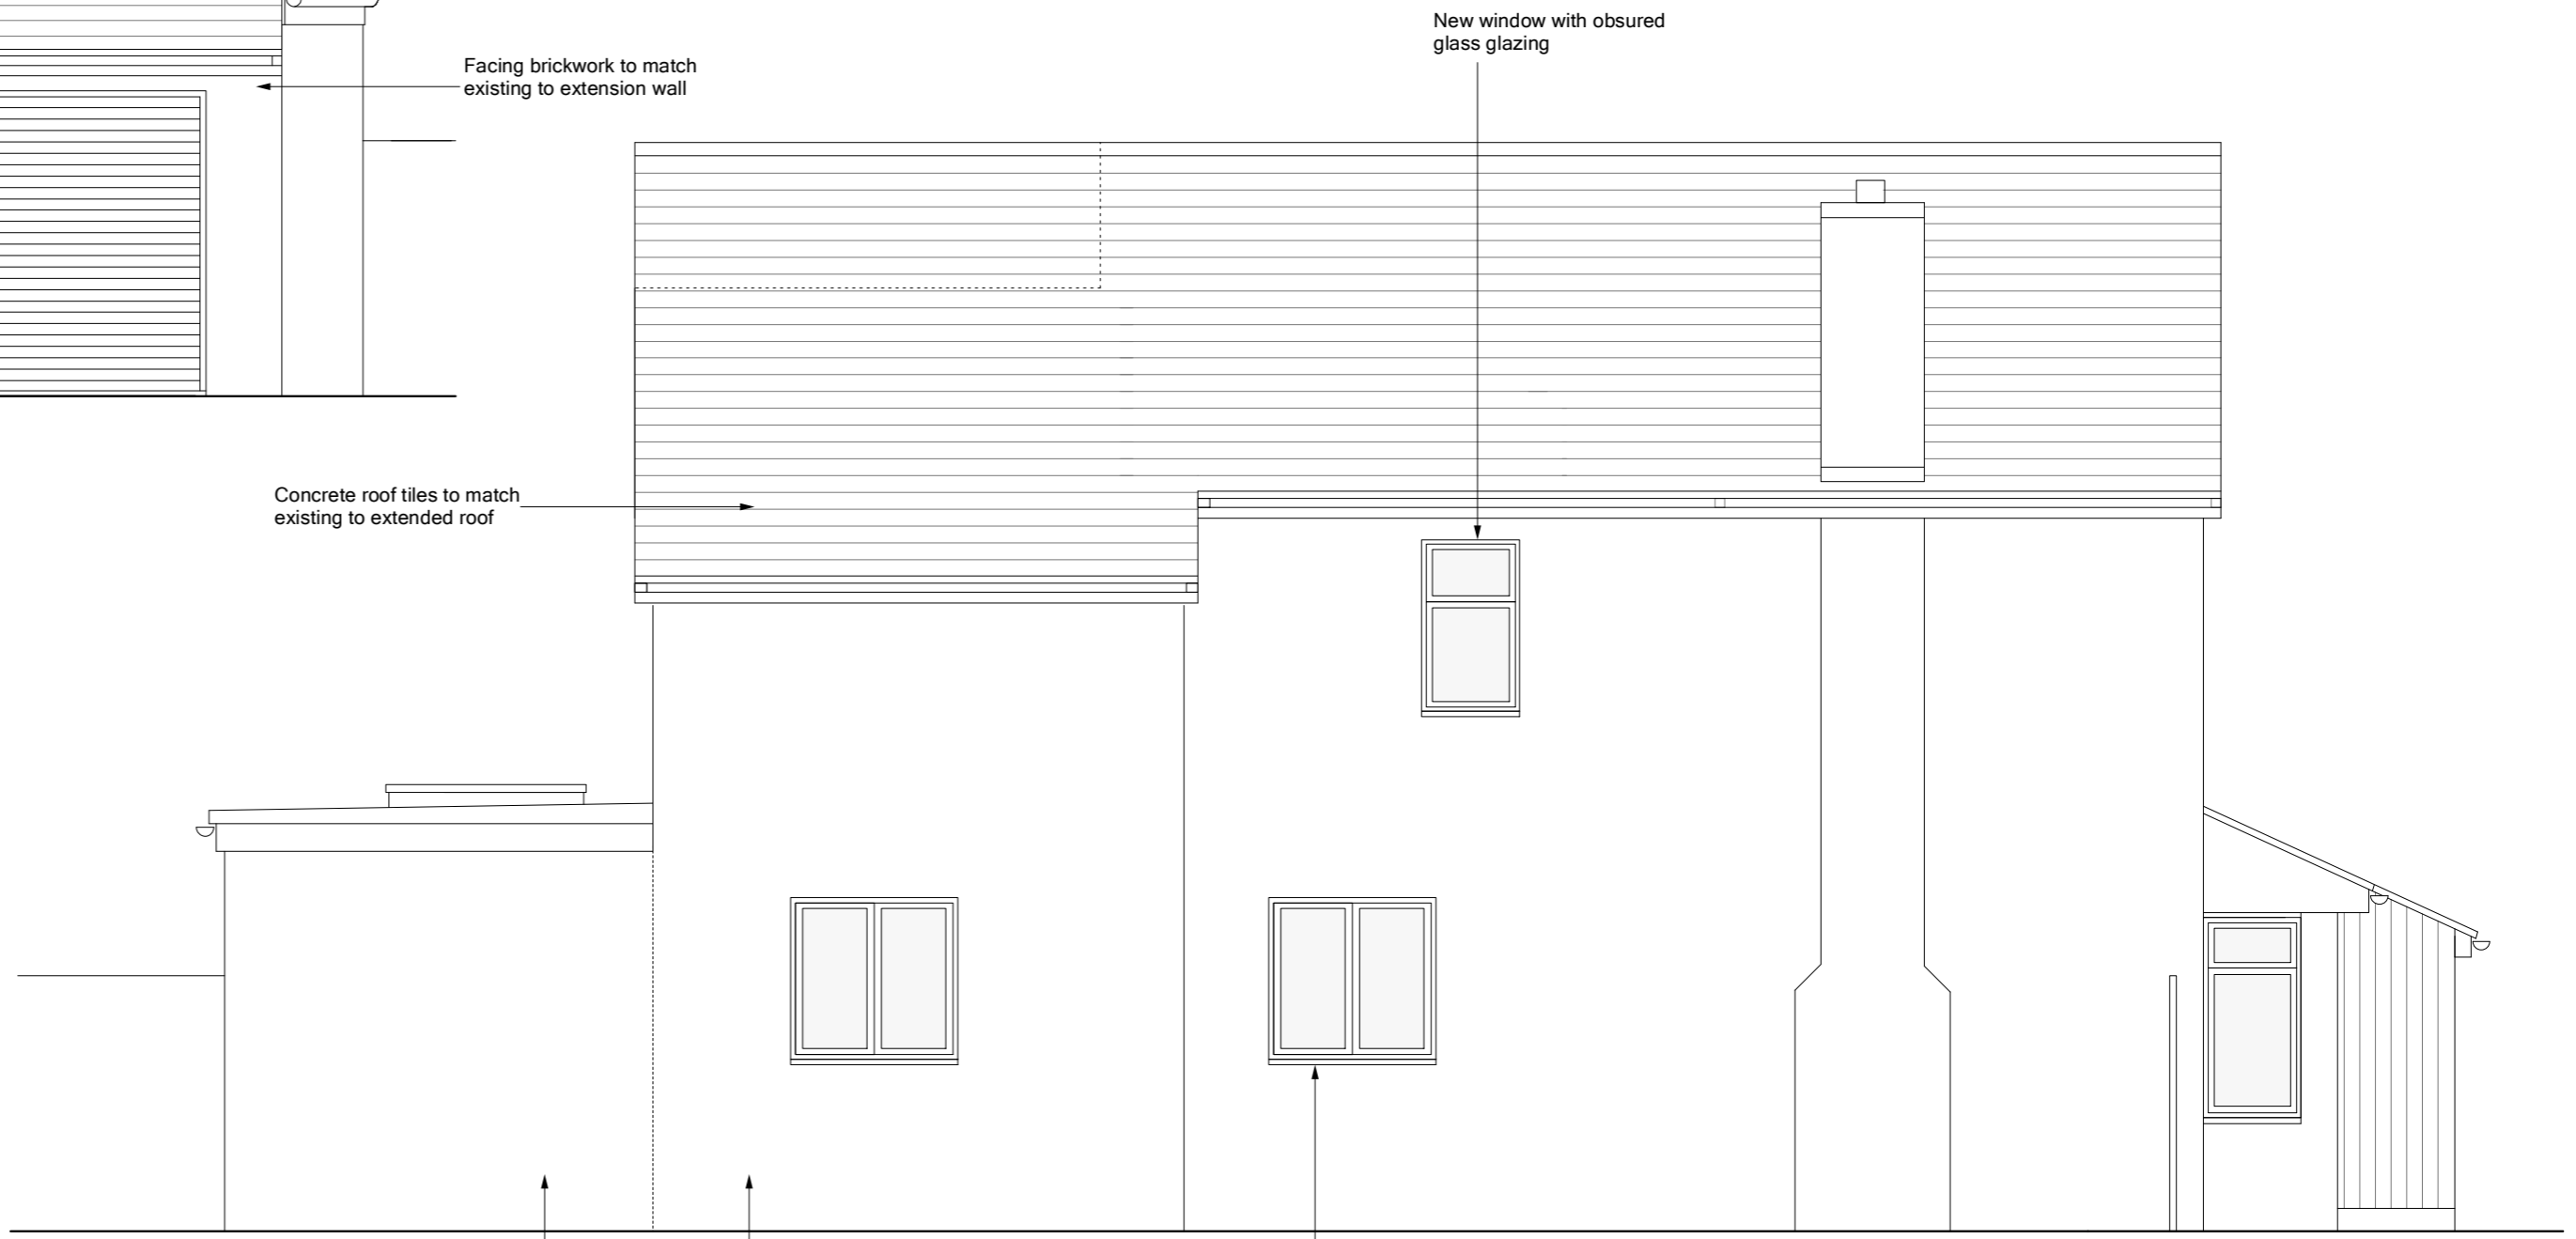 New window with obsured
glass glazing
Facing brickwork to match
existing to extension wall
Concrete roof tiles to match
existing to extended roof